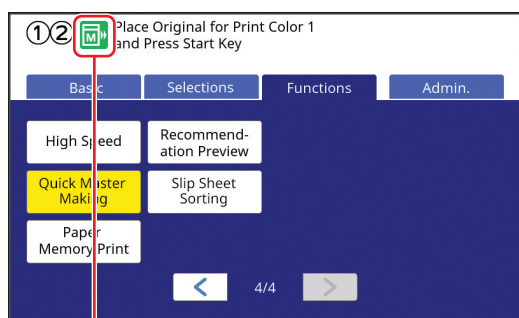 ①② M Place Original for Print Color 1
and Press Start Key
Basic Selections Functions Admin.
High Speed
Recommend-
ation Preview
Quick Master
Making
Slip Sheet
Sorting
Paper
Memory Print
4/4